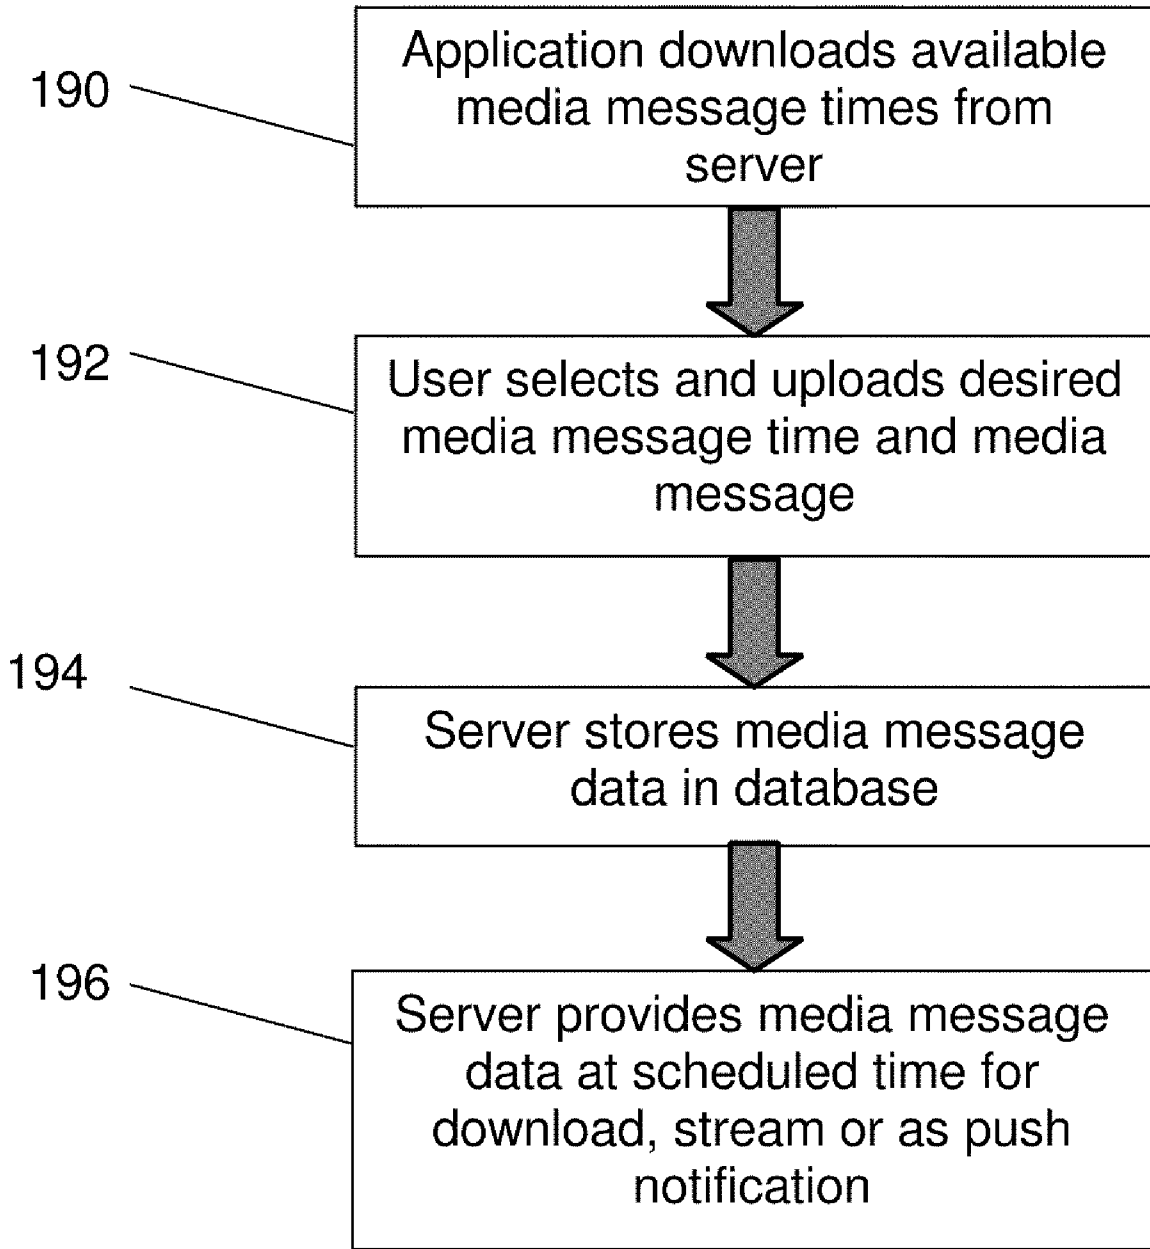 190
Application downloads available
media message times from
server
192
User selects and uploads desired
media message time and media
message
194
Server stores media message
data in database
196
Server provides media message
data at scheduled time for
download, stream or as push
notification